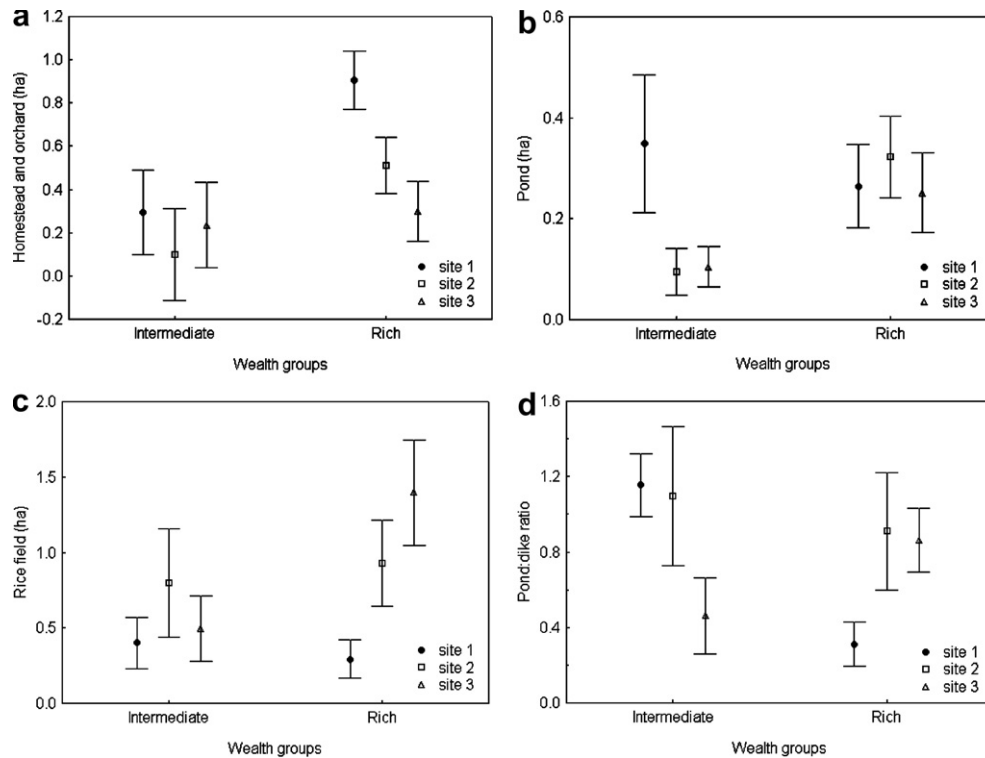 a
1.2
1.0
0.8
0.6
0.4
0.2
0.0
-0.2
Homestead and orchard (ha)
site 1
site 2
site 3
Intermediate Rich
Wealth groups
b
0.6
0.4
0.2
0.0
Pond (ha)
site 1
site 2
site 3
Intermediate Rich
Wealth groups
c
2.0
1.5
1.0
0.5
0.0
Rice field (ha)
site 1
site 2
site 3
Intermediate Rich
Wealth groups
d
1.6
1.2
0.8
0.4
0.0
Pond:dike ratio
site 1
site 2
site 3
Intermediate Rich
Wealth groups